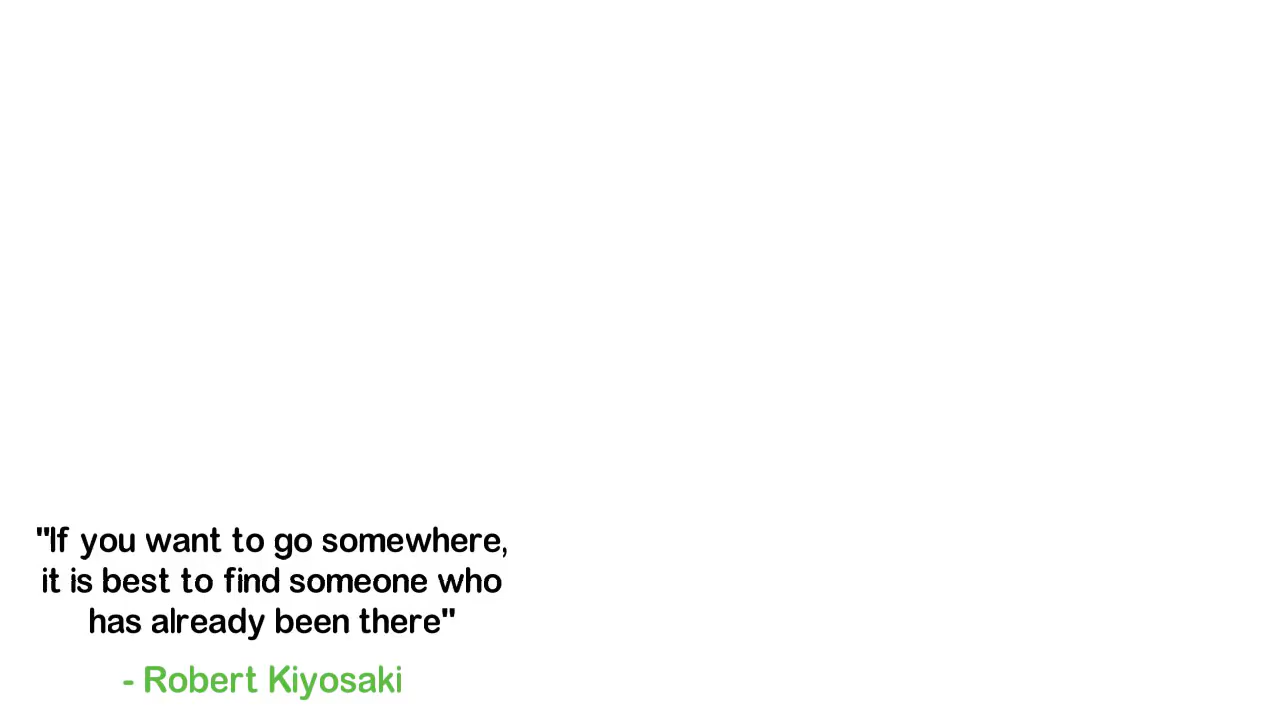 "If you want to go somewhere,
it is best to find someone who
has already been there"
- Robert Kiyosaki